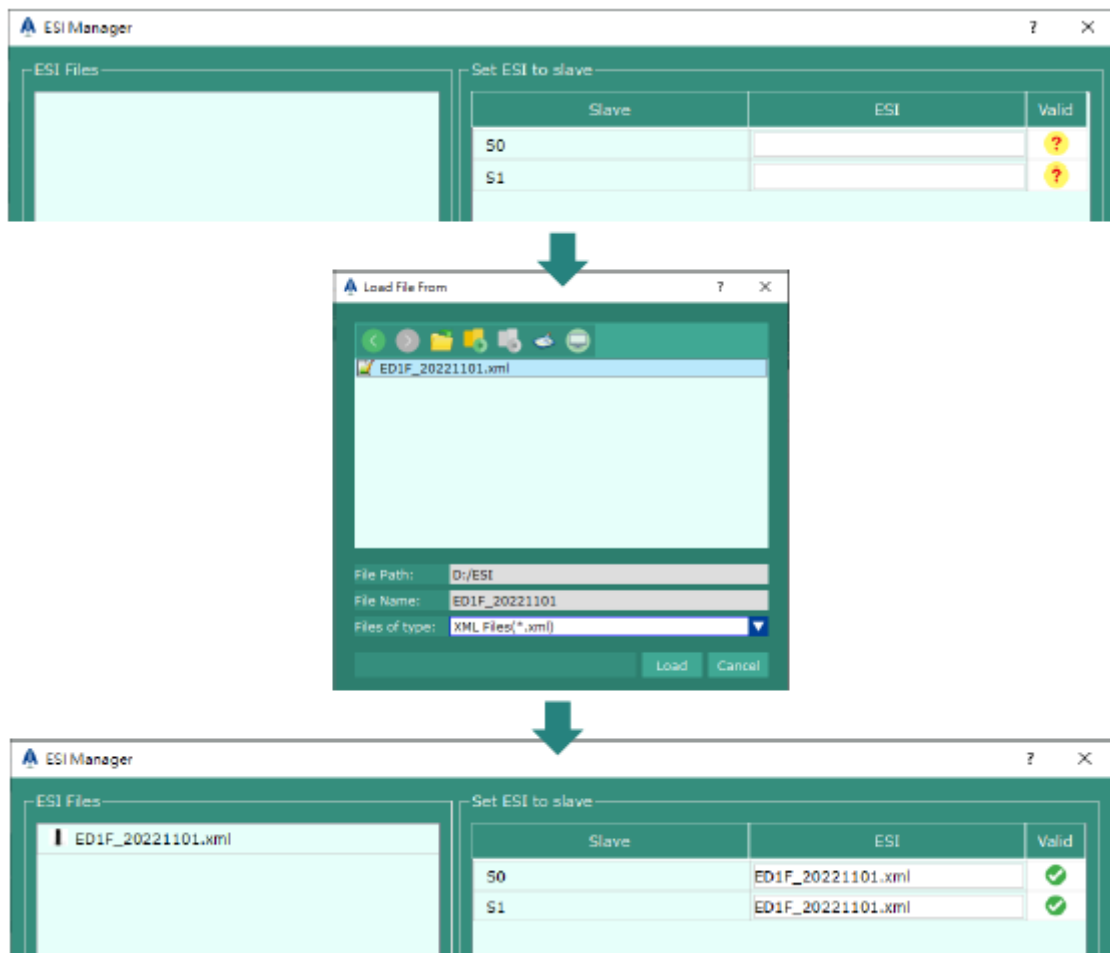 ESI Manager
ESI Files
Set ESI to slave
Slave ESI Valid
S0
S1
Load File From
ED1F_20221101.xml
File Path: D:/ESI
File Name: ED1F_20221101
Files of type: XML Files(*.xml)
Load Cancel
ESI Manager
ESI Files
Set ESI to slave
ED1F_20221101.xml
Slave ESI Valid
S0 ED1F_20221101.xml
S1 ED1F_20221101.xml